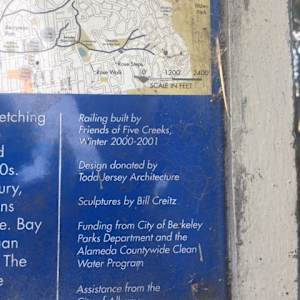 Rose Steps
Rose Walk
1200 2400
SCALE IN FEET
etching
0s.
ury,
ns
e. Bay
The
e
Railing built by
Friends of Five Creeks,
Winter 2000-2001
Design donated by
Todd Jersey Architecture
Sculptures by Bill Creitz
Funding from City of Berkeley
Parks Department and the
Alameda Countywide Clean
Water Program
Assistance from the